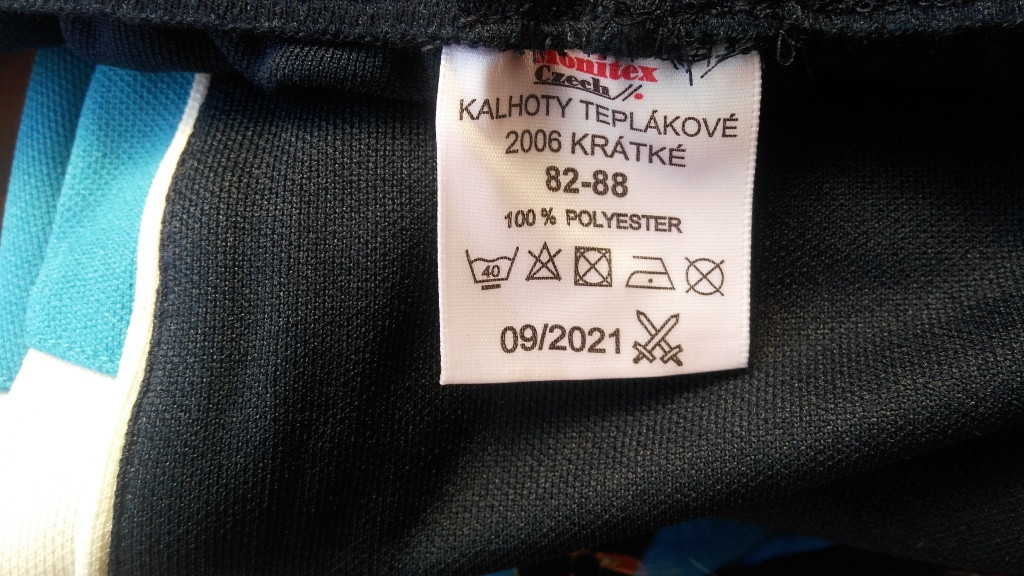 Monitex
Czech
KALHOTY TEPLÁKOVÉ
2006 KRÁTKÉ
82-88
100 % POLYESTER
40
09/2021